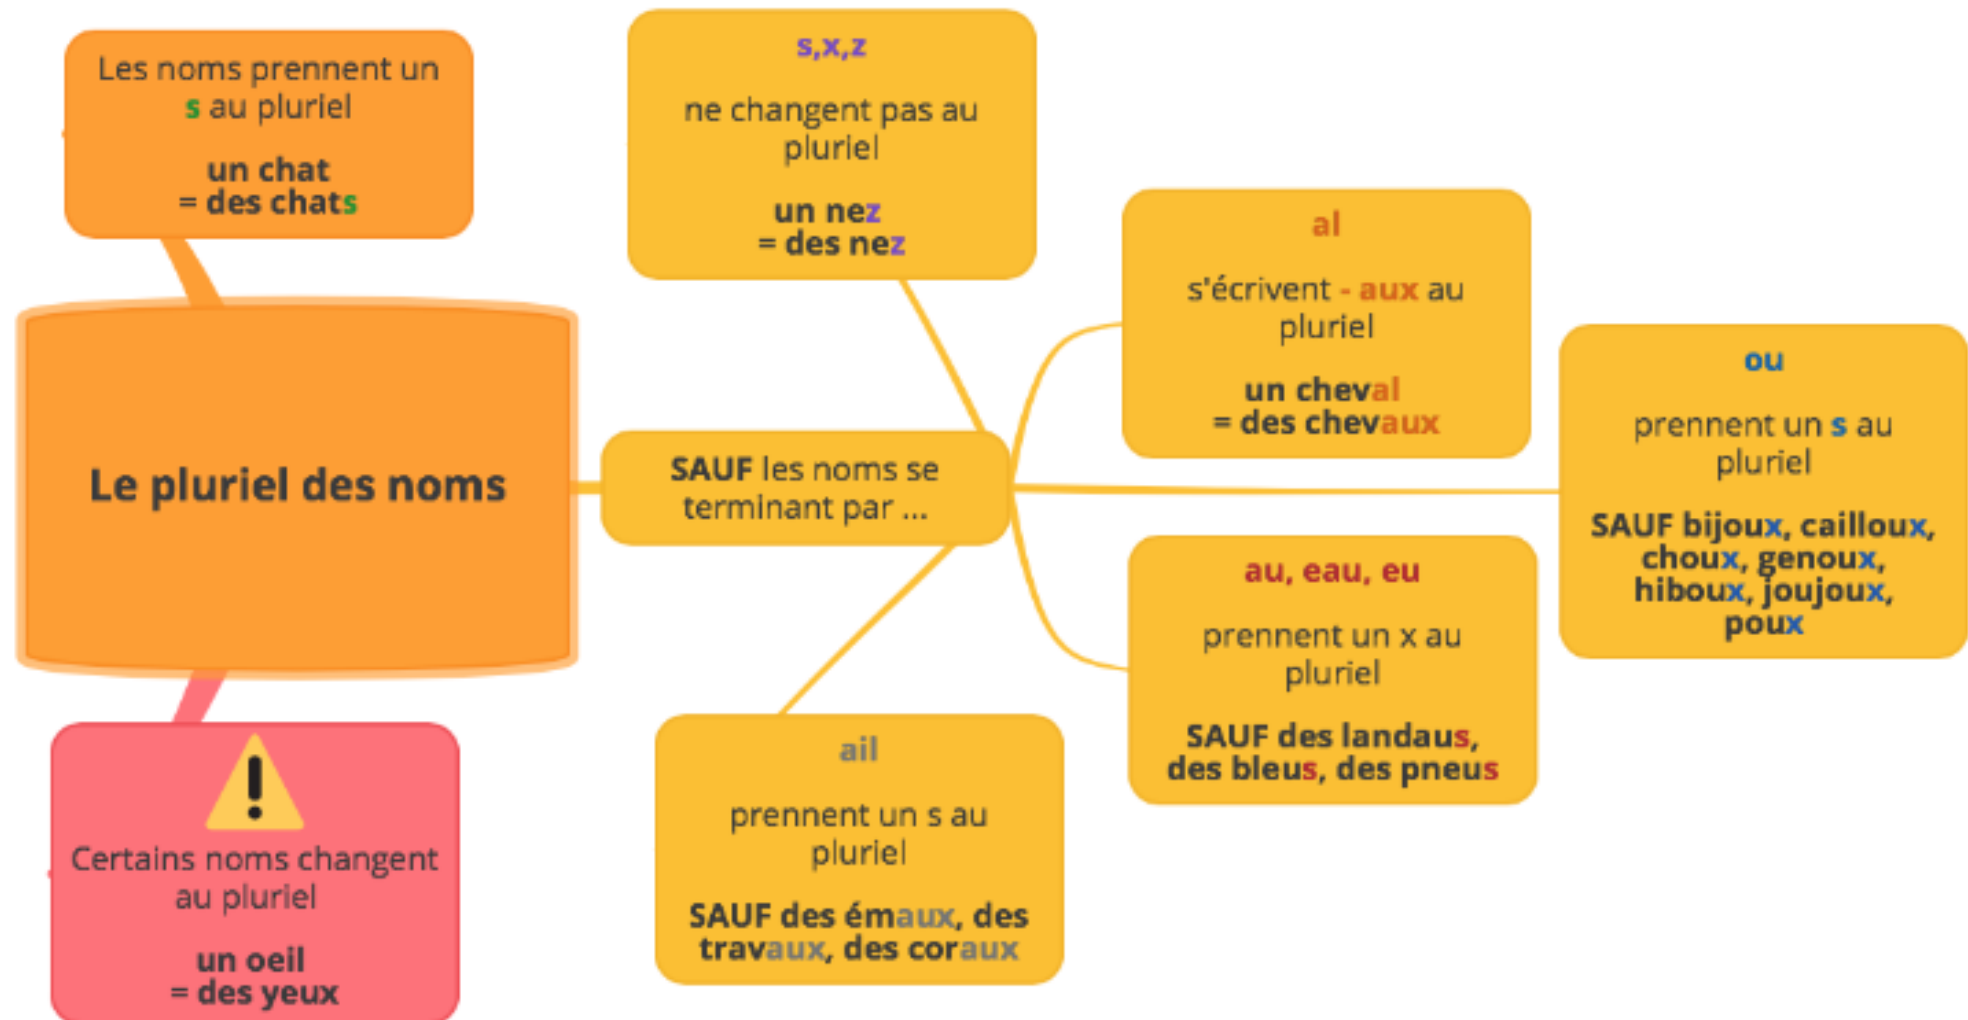 Les noms prennent un
s au pluriel
un chat
= des chats
Le pluriel des noms
Certains noms changent
au pluriel
un oeil
= des yeux
SAUF les noms se
terminant par ...
s,x,z
ne changent pas au
pluriel
un nez
= des nez
al
s'écrivent - aux au
pluriel
un cheval
= des chevaux
ou
prennent un s au
pluriel
SAUF bijoux, cailloux,
choux, genoux,
hiboux, joujoux,
poux
au, eau, eu
prennent un x au
pluriel
SAUF des landaus,
des bleus, des pneus
ail
prennent un s au
pluriel
SAUF des émaux, des
travaux, des coraux